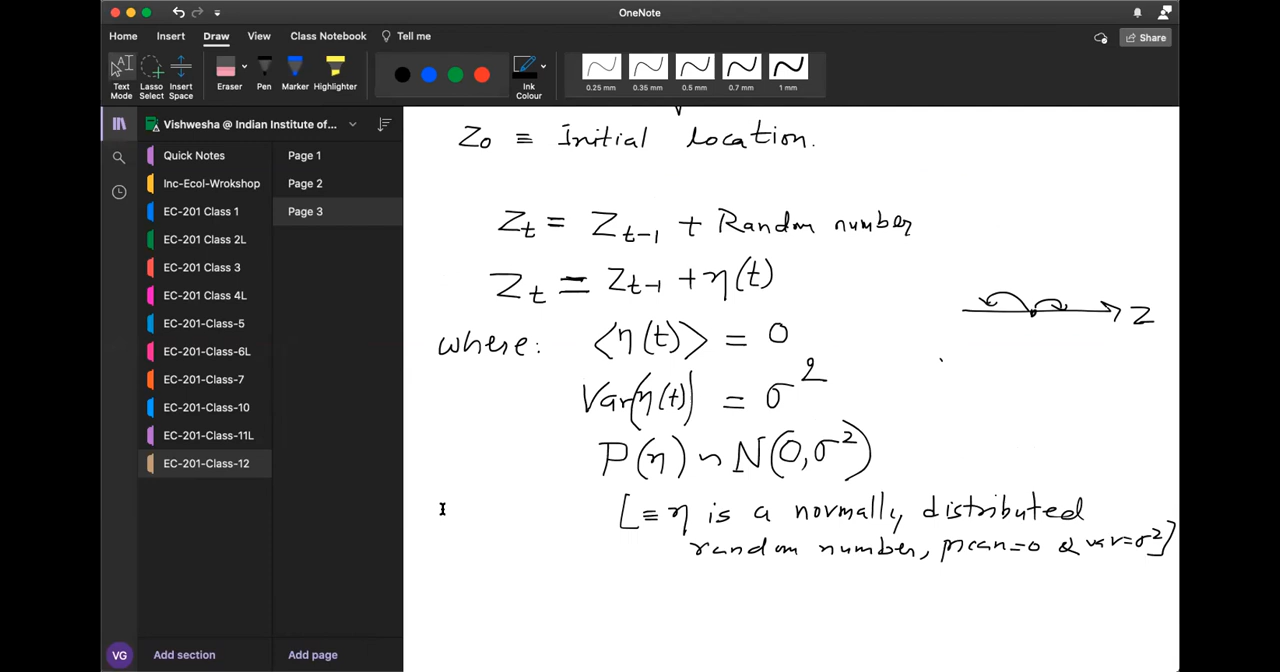 OneNote
Home Insert Draw View Class Notebook Tell me
Share
Text Mode
Lasso Select
Insert Space
Eraser
Pen
Marker
Highlighter
Ink Colour
0.25 mm 0.35 mm 0.5 mm 0.7 mm 1 mm
Vishwesha @ Indian Institute of...
Quick Notes
Inc-Ecol-Wrokshop
EC-201 Class 1
EC-201 Class 2L
EC-201 Class 3
EC-201 Class 4L
EC-201-Class-5
EC-201-Class-6L
EC-201-Class-7
EC-201-Class-10
EC-201-Class-11L
EC-201-Class-12
Page 1
Page 2
Page 3
VG
Add section
Add page
Z₀ ≡ Initial location.
Zₜ = Zₜ₋₁ + Random number
Zₜ = Zₜ₋₁ + η(t)
Z
where: ⟨η(t)⟩ = 0
Var(η(t)) = σ²
P(η) ~ N(0,σ²)
[≡ η is a normally distributed
random number, mean=0 & var=σ²]